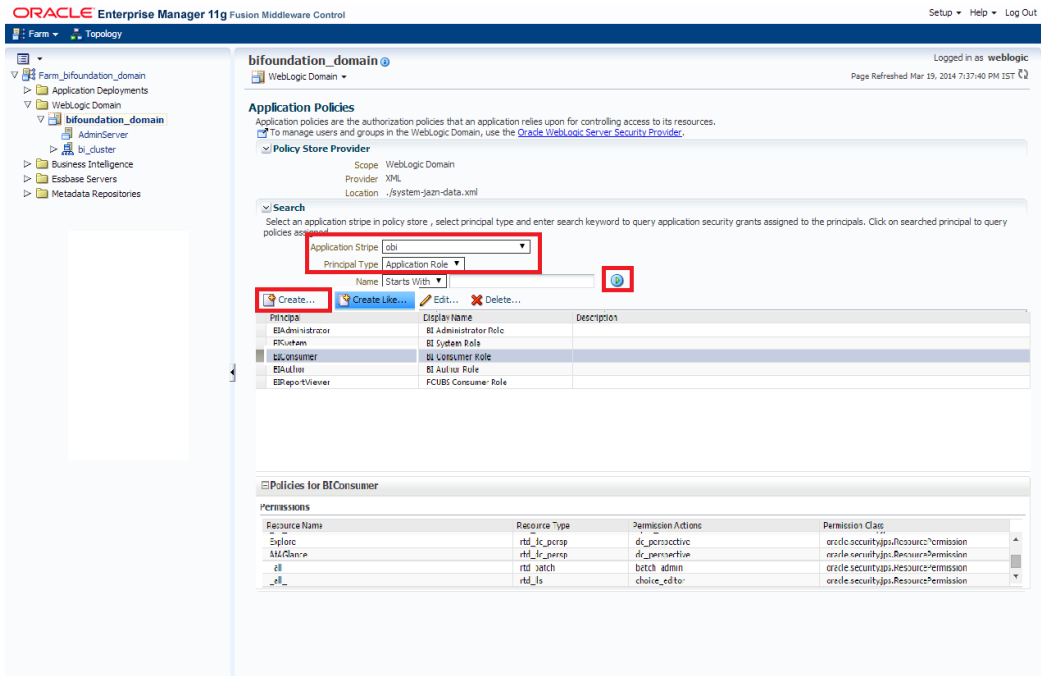 ORACLE Enterprise Manager 11g Fusion Middleware Control
Setup Help Log Out
Farm Topology
Farm_bifoundation_domain
Application Deployments
WebLogic Domain
bifoundation_domain
AdminServer
bi_cluster
Business Intelligence
Essbase Servers
Metadata Repositories
bifoundation_domain
Logged in as weblogic
WebLogic Domain
Page Refreshed Mar 19, 2014 7:37:40 PM IST
Application Policies
Application policies are the authorization policies that an application relies upon for controlling access to its resources.
To manage users and groups in the WebLogic Domain, use the Oracle WebLogic Server Security Provider.
Policy Store Provider
Scope WebLogic Domain
Provider XML
Location ./system-jazn-data.xml
Search
Select an application stripe in policy store , select principal type and enter search keyword to query application security grants assigned to the principals. Click on searched principal to query
policies assigned
Application Stripe obi
Principal Type Application Role
Name Starts With
Create... Create Like... Edit... Delete...
Principal Display Name Description
BIAdministrator BI Administrator Role
BISystem BI System Role
BIConsumer BI Consumer Role
BIAuthor BI Author Role
BIReportViewer FCUBS Consumer Role
Policies for BIConsumer
Permissions
Resource Name Resource Type Permission Actions Permission Class
Explore rtd_dc_persp dc_perspective oracle.security.jps.ResourcePermission
AtAGlance rtd_dc_persp dc_perspective oracle.security.jps.ResourcePermission
_all_ rtd_batch batch_admin oracle.security.jps.ResourcePermission
_all_ rtd_ils choice_editor oracle.security.jps.ResourcePermission